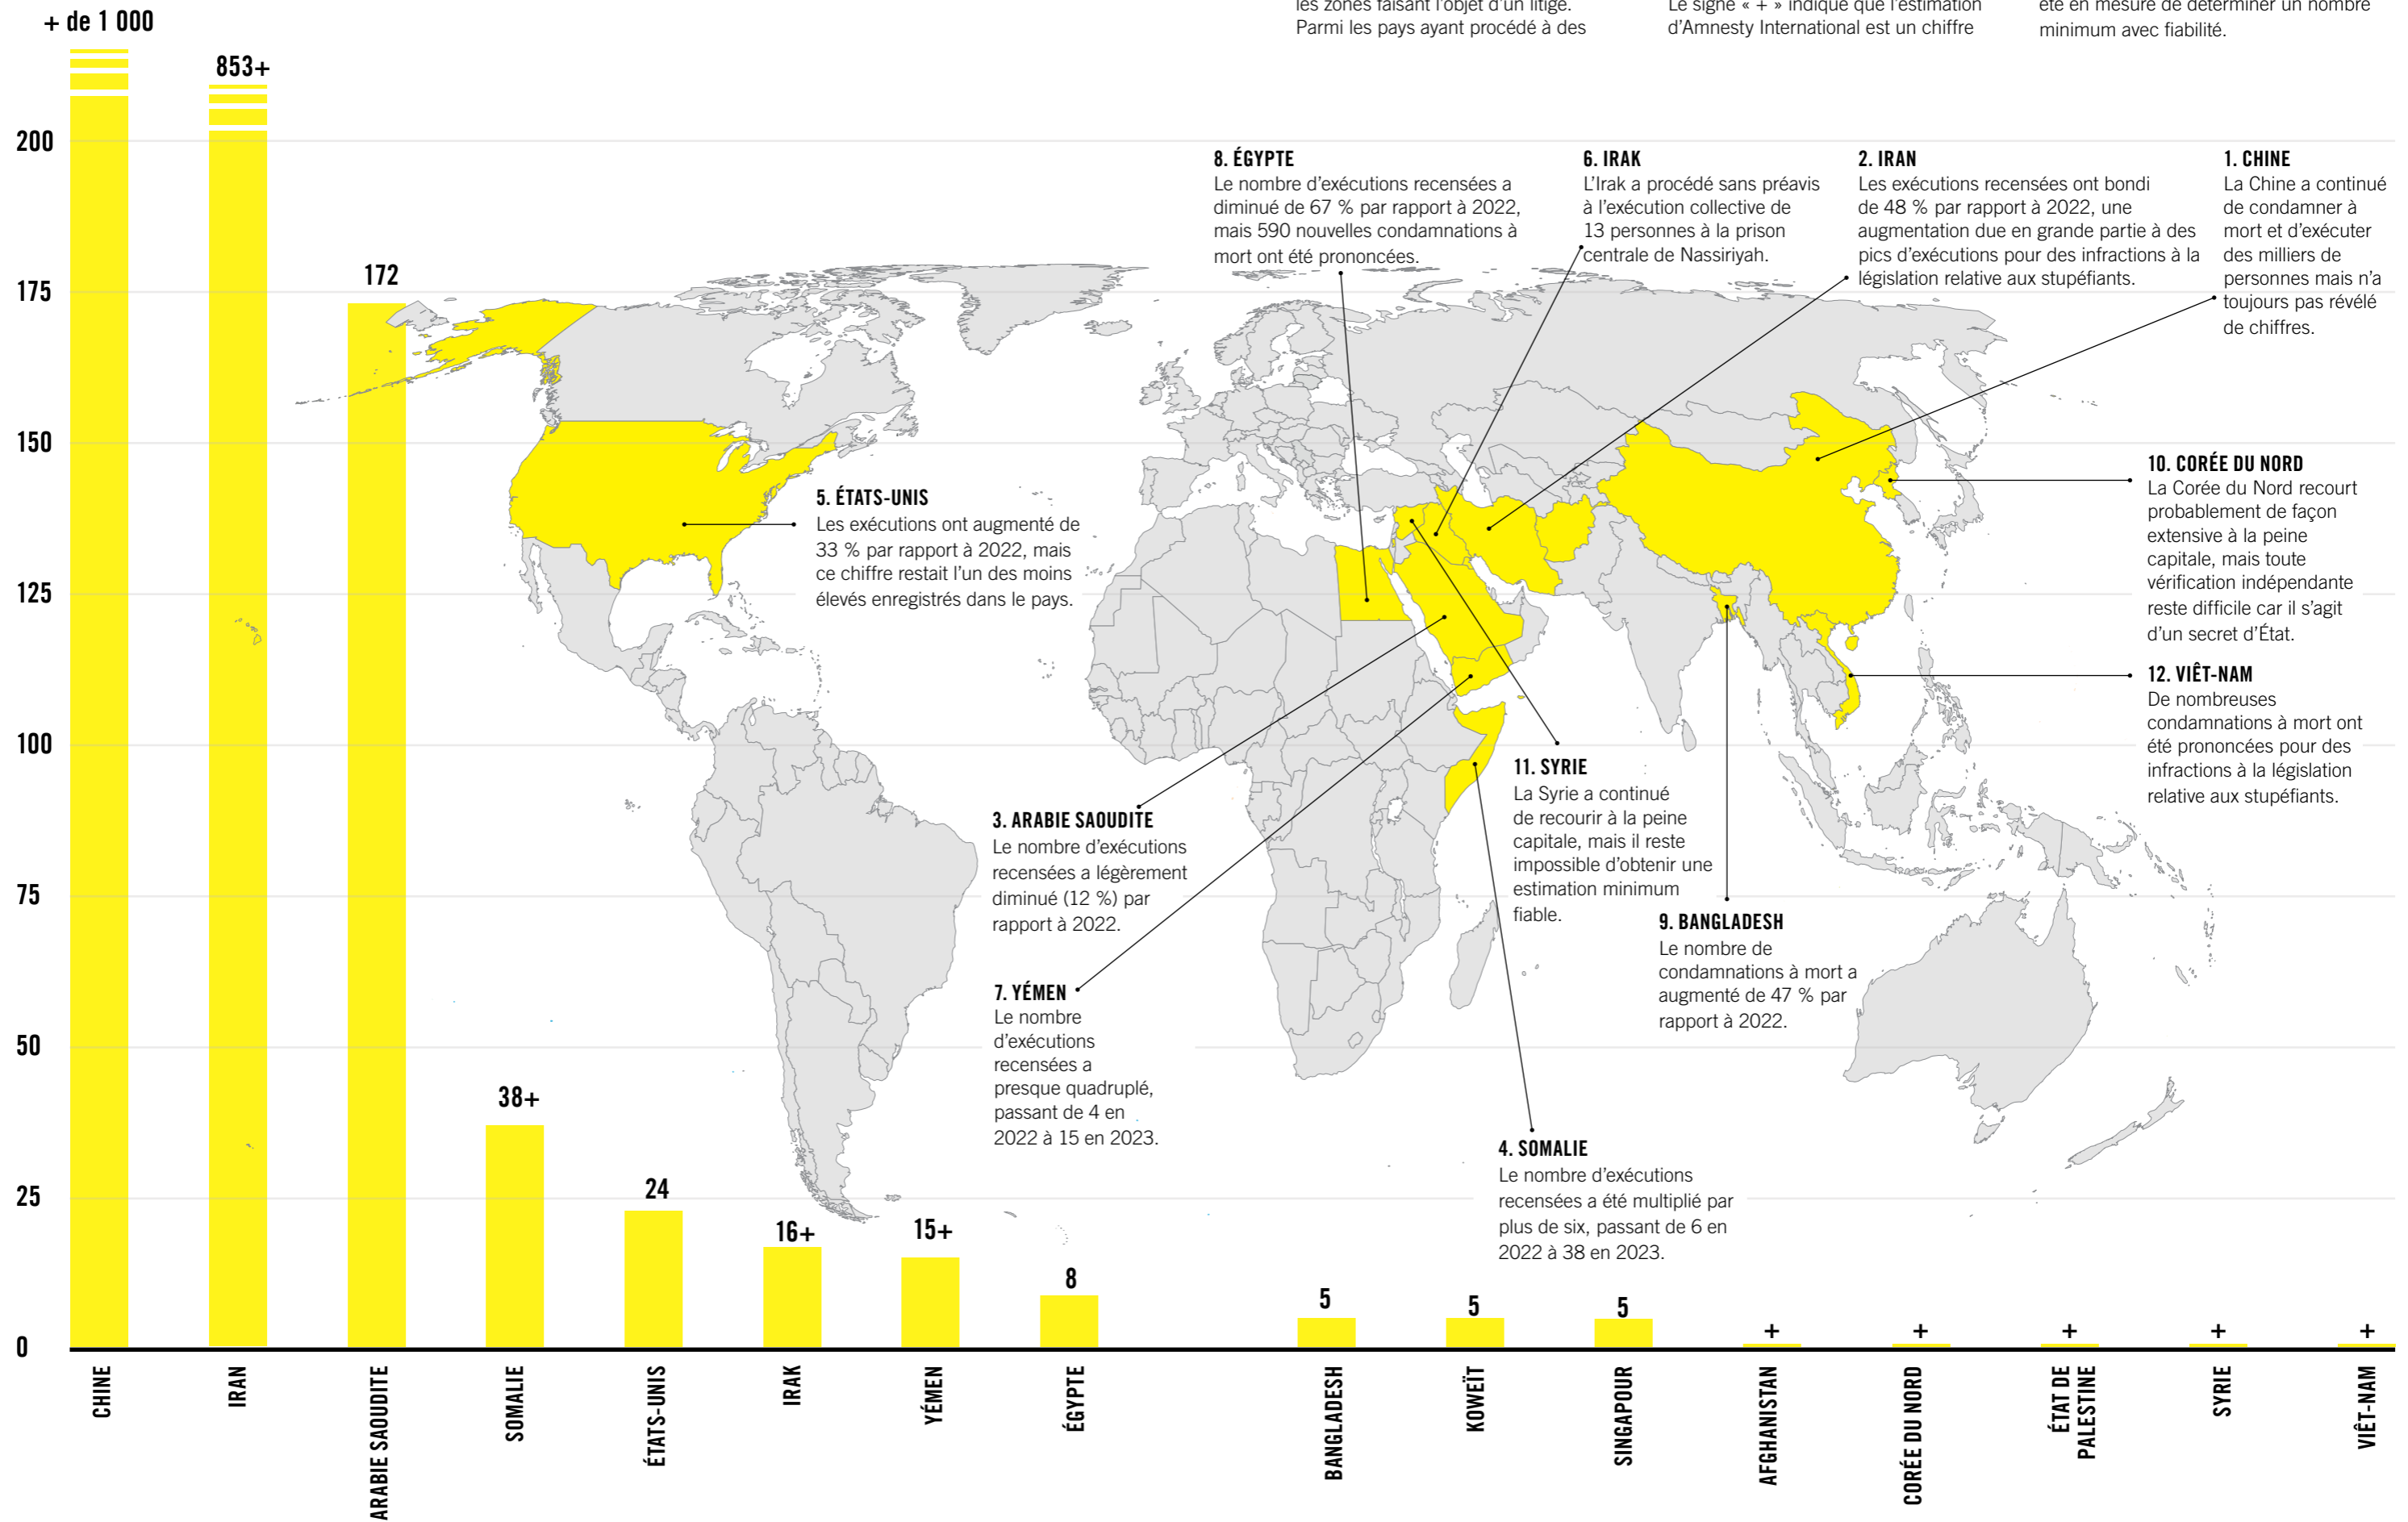 les zones faisant l'objet d'un litige.
Parmi les pays ayant procédé à des
Le signe « + » indique que l'estimation
d'Amnesty International est un chiffre
été en mesure de déterminer un nombre
minimum avec fiabilité.
+ de 1 000
853+
200
175
150
125
100
75
50
25
0
172
38+
24
16+
15+
8
5
5
5
+
+
+
+
+
8. ÉGYPTE
Le nombre d'exécutions recensées a
diminué de 67 % par rapport à 2022,
mais 590 nouvelles condamnations à
mort ont été prononcées.
6. IRAK
L'Irak a procédé sans préavis
à l'exécution collective de
13 personnes à la prison
centrale de Nassiriyah.
2. IRAN
Les exécutions recensées ont bondi
de 48 % par rapport à 2022, une
augmentation due en grande partie à des
pics d'exécutions pour des infractions à la
législation relative aux stupéfiants.
1. CHINE
La Chine a continué
de condamner à
mort et d'exécuter
des milliers de
personnes mais n'a
toujours pas révélé
de chiffres.
5. ÉTATS-UNIS
Les exécutions ont augmenté de
33 % par rapport à 2022, mais
ce chiffre restait l'un des moins
élevés enregistrés dans le pays.
10. CORÉE DU NORD
La Corée du Nord recourt
probablement de façon
extensive à la peine
capitale, mais toute
vérification indépendante
reste difficile car il s'agit
d'un secret d'État.
12. VIÊT-NAM
De nombreuses
condamnations à mort ont
été prononcées pour des
infractions à la législation
relative aux stupéfiants.
3. ARABIE SAOUDITE
Le nombre d'exécutions
recensées a légèrement
diminué (12 %) par
rapport à 2022.
11. SYRIE
La Syrie a continué
de recourir à la peine
capitale, mais il reste
impossible d'obtenir une
estimation minimum
fiable.
9. BANGLADESH
Le nombre de
condamnations à mort a
augmenté de 47 % par
rapport à 2022.
7. YÉMEN
Le nombre
d'exécutions
recensées a
presque quadruplé,
passant de 4 en
2022 à 15 en 2023.
4. SOMALIE
Le nombre d'exécutions
recensées a été multiplié par
plus de six, passant de 6 en
2022 à 38 en 2023.
CHINE
IRAN
ARABIE SAOUDITE
SOMALIE
ÉTATS-UNIS
IRAK
YÉMEN
ÉGYPTE
BANGLADESH
KOWEÏT
SINGAPOUR
AFGHANISTAN
CORÉE DU NORD
ÉTAT DE
PALESTINE
SYRIE
VIÊT-NAM